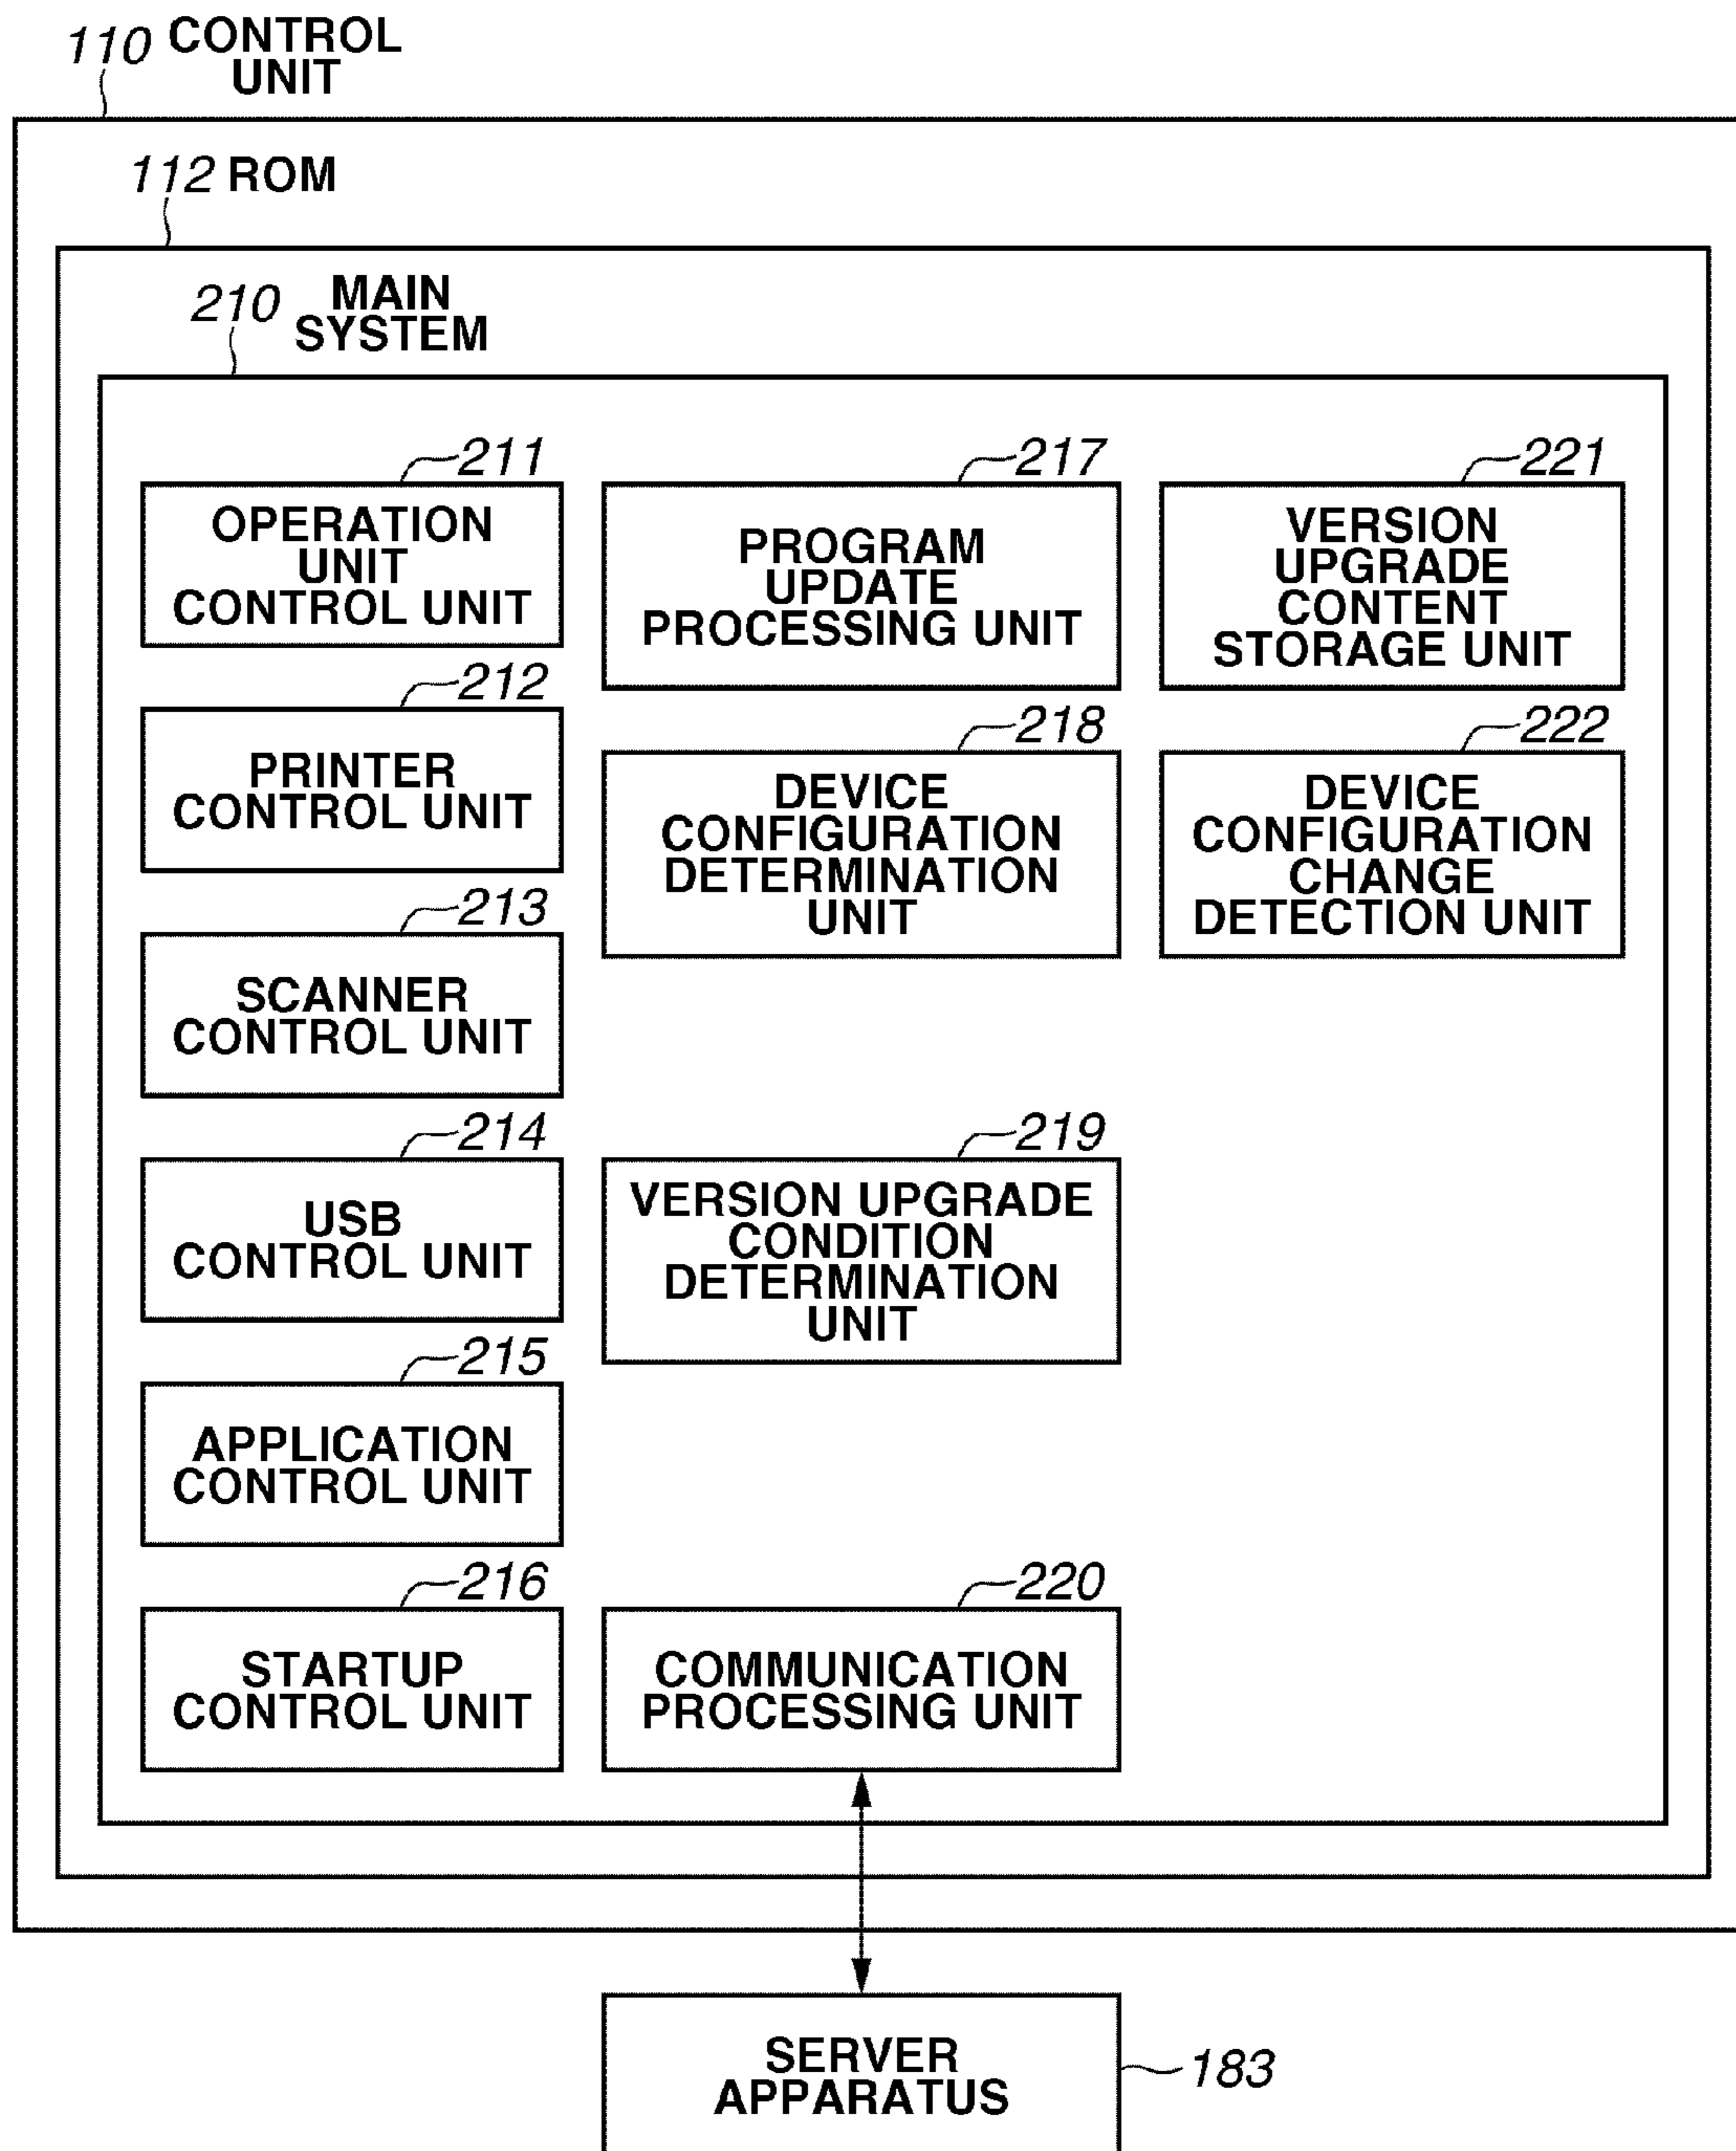 110 CONTROL
UNIT
112 ROM
210 MAIN
SYSTEM
211
OPERATION
UNIT
CONTROL UNIT
212
PRINTER
CONTROL UNIT
213
SCANNER
CONTROL UNIT
214
USB
CONTROL UNIT
215
APPLICATION
CONTROL UNIT
216
STARTUP
CONTROL UNIT
217
PROGRAM
UPDATE
PROCESSING UNIT
218
DEVICE
CONFIGURATION
DETERMINATION
UNIT
219
VERSION UPGRADE
CONDITION
DETERMINATION
UNIT
220
COMMUNICATION
PROCESSING UNIT
221
VERSION
UPGRADE
CONTENT
STORAGE UNIT
222
DEVICE
CONFIGURATION
CHANGE
DETECTION UNIT
SERVER
APPARATUS
183